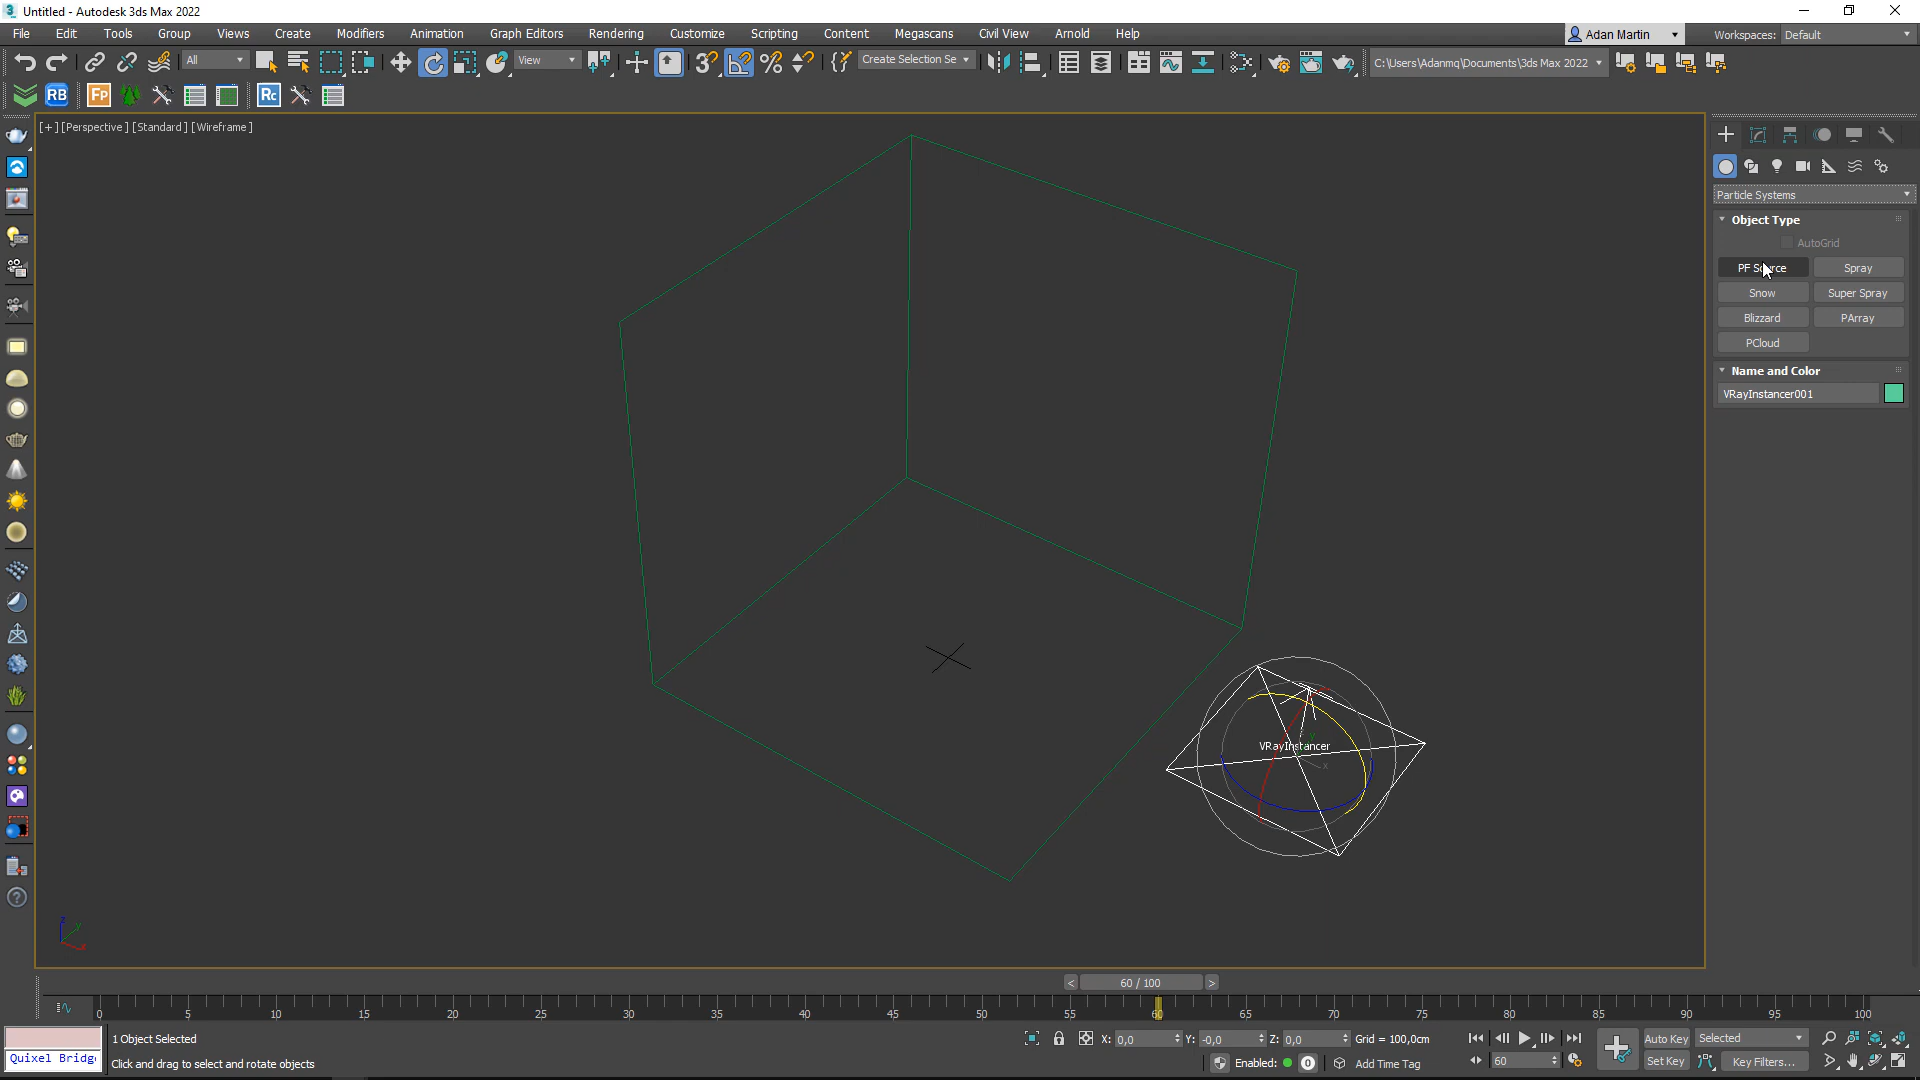 Untitled - Autodesk 3ds Max 2022
File Edit Tools Group Views Create Modifiers Animation Graph Editors Rendering Customize Scripting Content Megascans Civil View Arnold Help
Adan Martin Workspaces: Default
All View Create Selection Se C:\Users\Adanmq\Documents\3ds Max 2022
RB Fp Rc
[+] [Perspective ] [Standard ] [Wireframe ]
Particle Systems
Object Type
AutoGrid
PF Source Spray
Snow Super Spray
Blizzard PArray
PCloud
Name and Color
VRayInstancer001
VRayInstancer
x
z y x
< 60 / 100 >
0 5 10 15 20 25 30 35 40 45 50 55 60 65 70 75 80 85 90 95 100
1 Object Selected X: 0,0 Y: -0,0 Z: 0,0 Grid = 100,0cm Auto Key Selected
Quixel Bridg Click and drag to select and rotate objects Enabled: 0 Add Time Tag 60 Set Key Key Filters...